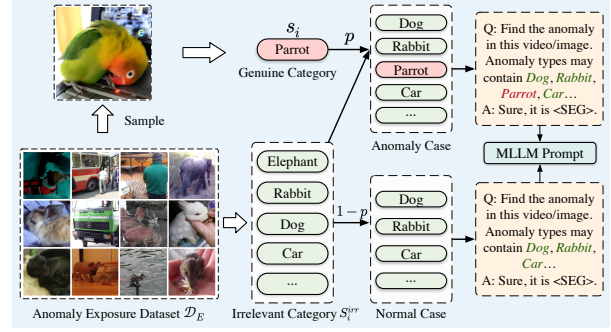 s_i
Parrot
Genuine Category
p
Dog
Rabbit
Parrot
Car
...
Anomaly Case
Q: Find the anomaly
in this video/image.
Anomaly types may
contain Dog, Rabbit,
Parrot, Car…
A: Sure, it is <SEG>.
Sample
MLLM Prompt
Elephant
Rabbit
Dog
Car
...
1 − p
Dog
Rabbit
Car
...
Q: Find the anomaly
in this video/image.
Anomaly types may
contain Dog, Rabbit,
Car…
A: Sure, it is <SEG>.
Anomaly Exposure Dataset 𝒟_E
Irrelevant Category S_i^{irr}
Normal Case